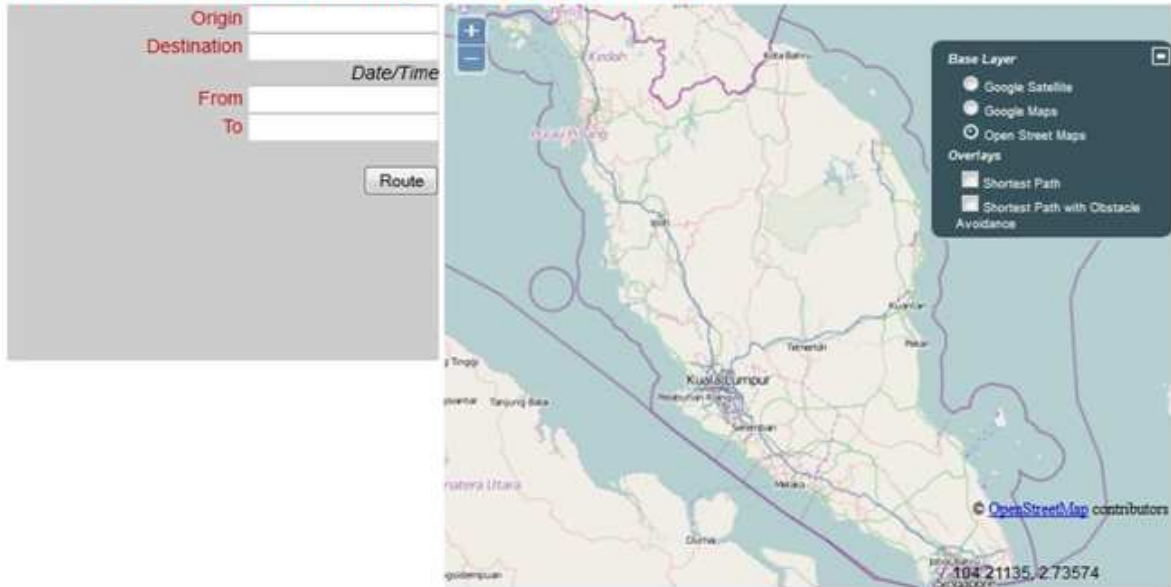 Origin
Destination
Date/Time
From
To
Route
+
−
Base Layer
Google Satellite
Google Maps
Open Street Maps
Overlays
Shortest Path
Shortest Path with Obstacle
Avoidance
Kedah
Kota Bahru
Pulau Pinang
Ipoh
Kuantan
Pekan
Temerloh
Kuala Lumpur
Seremban
Melaka
Tinggi
Tanjung Balai
Dumai
© OpenStreetMap contributors
104.21135, 2.73574